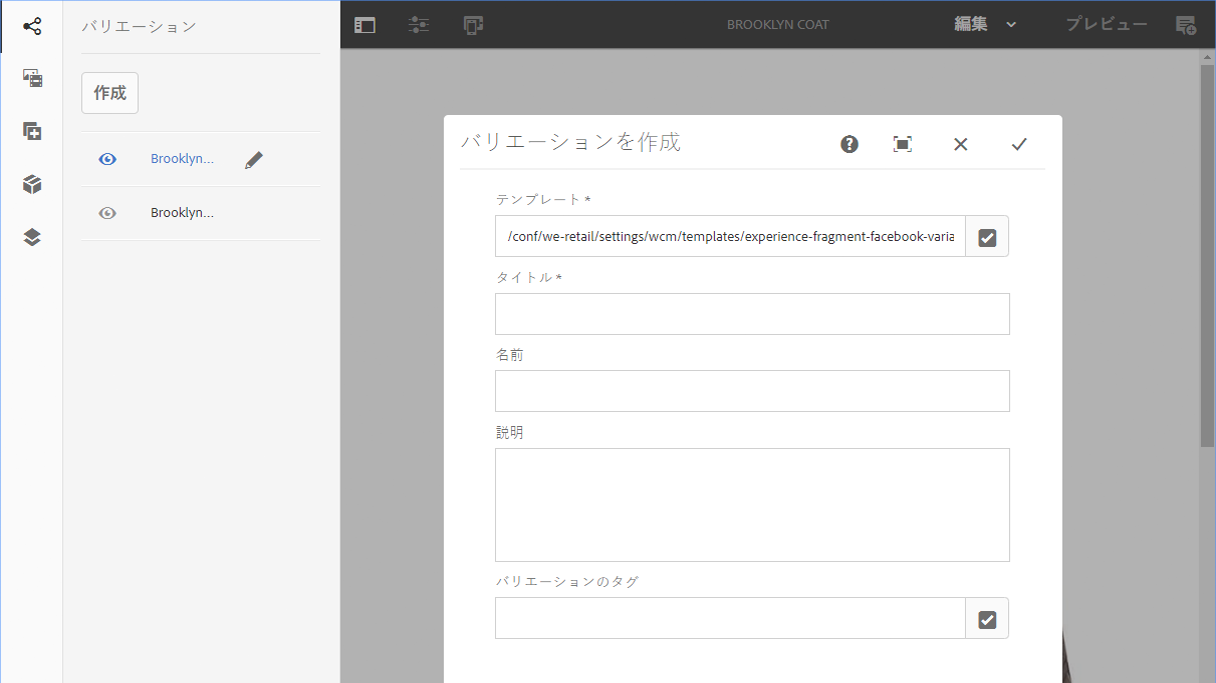 バリエーション
作成
Brooklyn...
Brooklyn...
BROOKLYN COAT
編集
プレビュー
バリエーションを作成
テンプレート *
/conf/we-retail/settings/wcm/templates/experience-fragment-facebook-varia
タイトル *
名前
説明
バリエーションのタグ